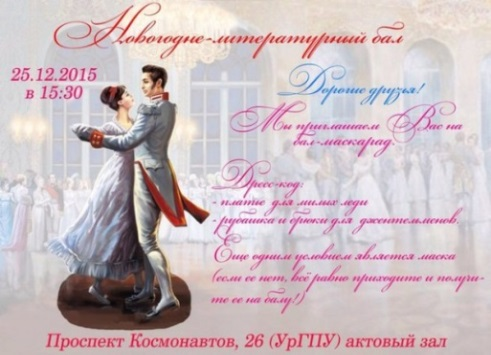 Новогодне-литературный бал
25.12.2015
в 15:30
Дорогие друзья!
Мы приглашаем Вас на
бал-маскарад.
Дресс-код:
- платье для милых леди
- рубашка и брюки для джентельменов.
Еще одним условием является маска
(если ее нет, всё равно приходите и получи-
те ее на балу!)
Проспект Космонавтов, 26 (УрГПУ) актовый зал